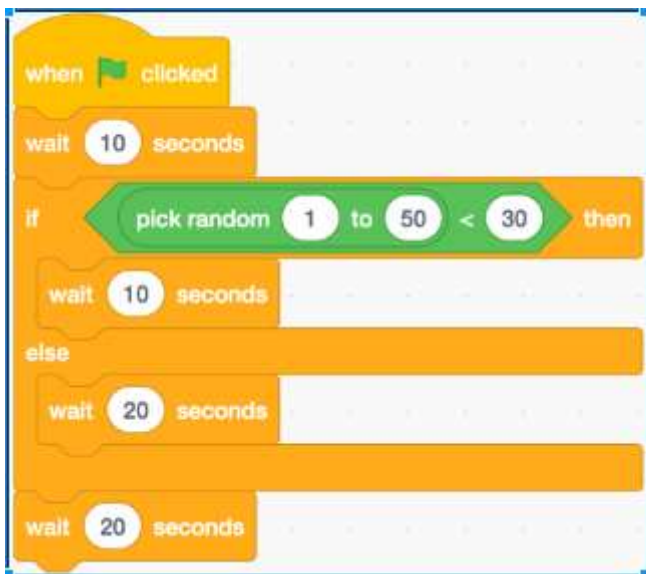 when clicked
wait 10 seconds
if pick random 1 to 50 < 30 then
wait 10 seconds
else
wait 20 seconds
wait 20 seconds